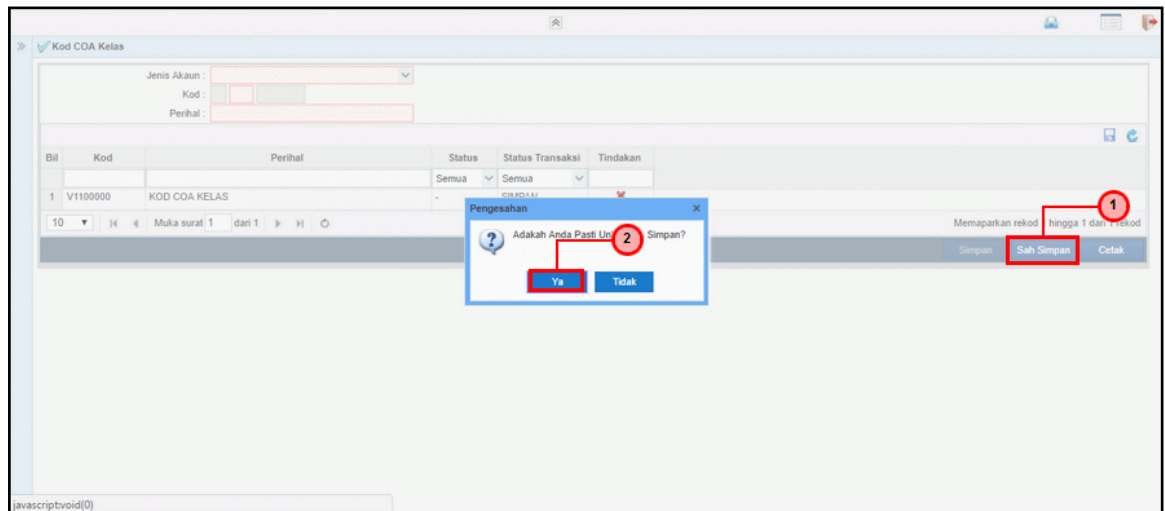 Kod COA Kelas
Jenis Akaun :
Kod :
Perihal :
Bil Kod Perihal Status Status Transaksi Tindakan
Semua Semua
1 V1100000 KOD COA KELAS - SIMPAN
Pengesahan x
Adakah Anda Pasti Simpan?
2
Ya Tidak
1
10 Muka surat 1 dari 1
Memaparkan rekod hingga 1 dari 1 rekod
Simpan Sah Simpan Cetak
javascript:void(0)